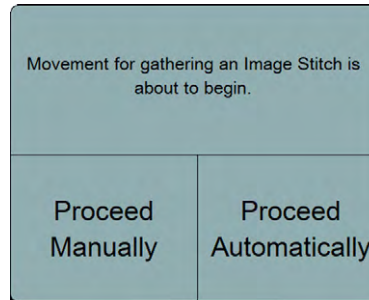 Movement for gathering an Image Stitch is
about to begin.
Proceed
Manually
Proceed
Automatically